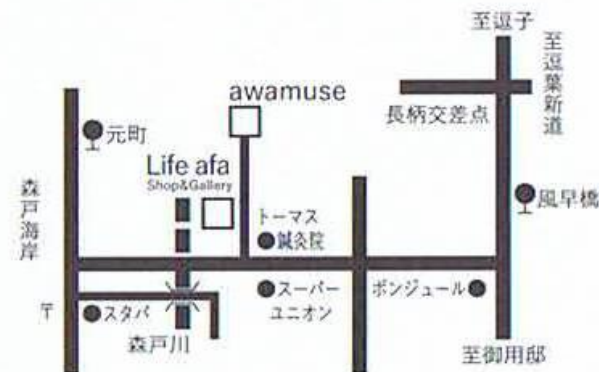 至逗子
至逗葉新道
awamuse
長柄交差点
元町
Life afa
Shop&Gallery
森戸海岸
風早橋
トーマス
鍼灸院
スーパー
ユニオン
ボンジュール
〒
スタバ
森戸川
至御用邸